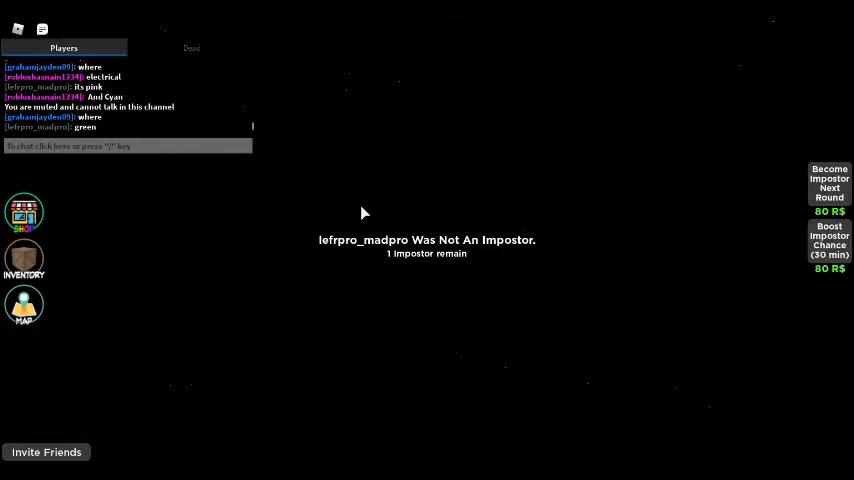 Players
Dead
[grahamjayden09]: where
[robloxhasnain1234]: electrical
[lefrpro_madpro]: its pink
[robloxhasnain1234]: And Cyan
You are muted and cannot talk in this channel
[grahamjayden09]: where
[lefrpro_madpro]: green
To chat click here or press "/" key
SHOP
INVENTORY
MAP
lefrpro_madpro Was Not An Impostor.
1 Impostor remain
Become
Impostor
Next
Round
80 R$
Boost
Impostor
Chance
(30 min)
80 R$
Invite Friends